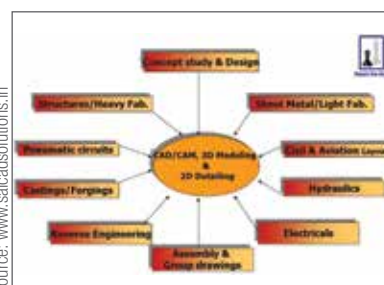 Concept study & Design
Structures/Heavy Fab.
Sheet Metal/Light Fab.
Pneumatic circuits
CAD/CAM, 3D Modeling
&
2D Detailing
Civil & Aviation Layout
Castings/Forgings
Hydraulics
Reverse Engineering
Assembly &
Group drawings
Electricals
ource: www.saicadsolutions.in